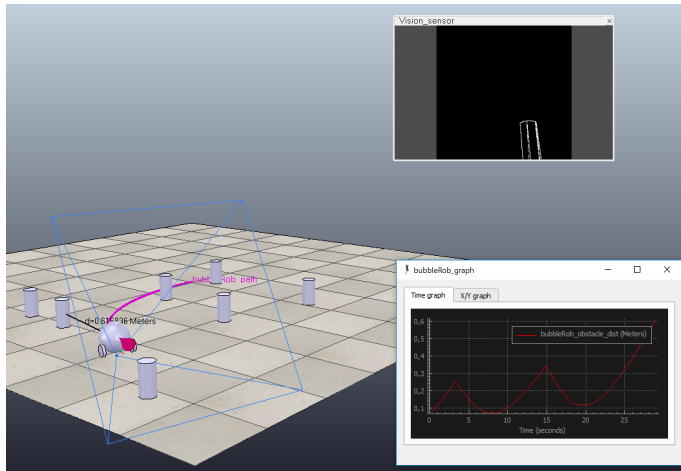 Vision_sensor
bubbleRob_path
d=0.615936 Meters
bubbleRob_graph
Time graph
X/Y graph
bubbleRob_obstacle_dist (Meters)
0,6
0,5
0,4
0,3
0,2
0,1
0 5 10 15 20 25
Time (seconds)